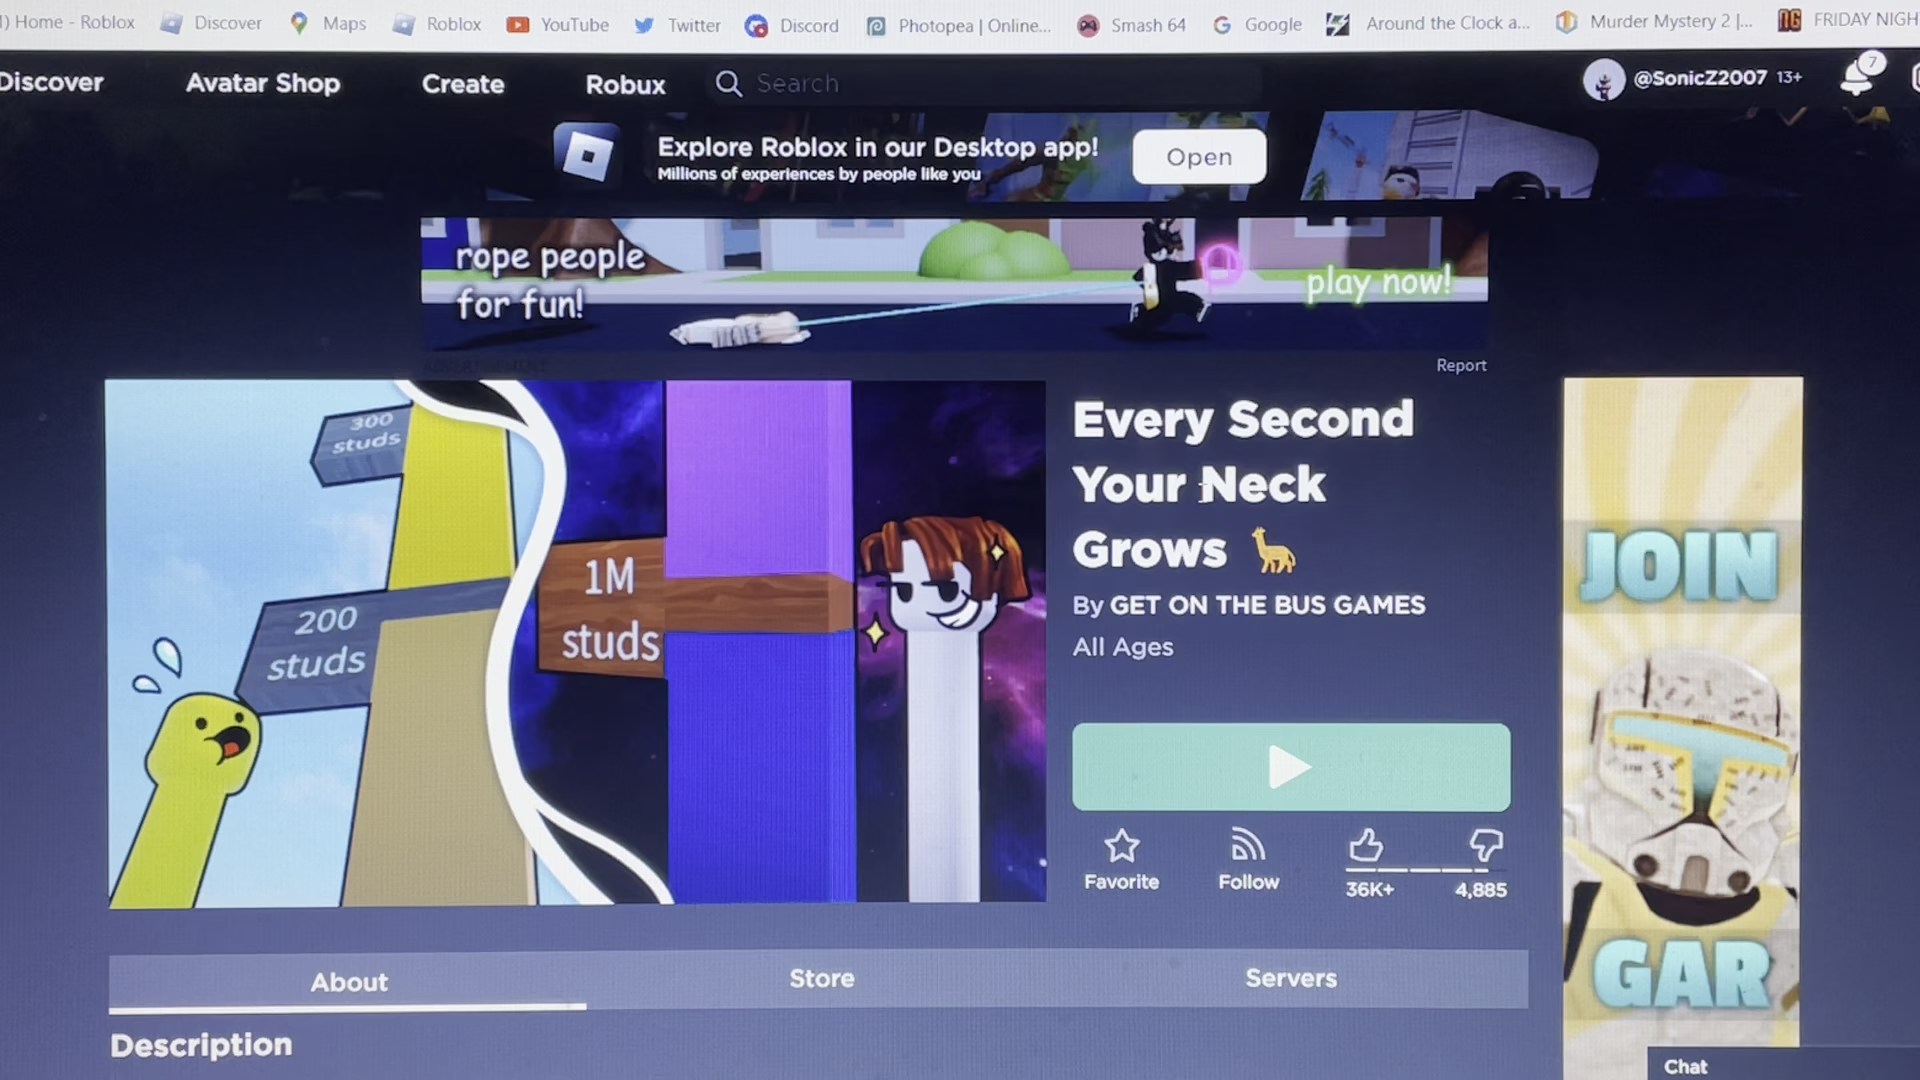 ) Home - Roblox Discover Maps Roblox YouTube Twitter Discord Photopea | Online... Smash 64 Google Around the Clock a... Murder Mystery 2 |... FRIDAY NIGH
Discover Avatar Shop Create Robux Search @SonicZ2007 13+ 7
Explore Roblox in our Desktop app!
Millions of experiences by people like you
Open
rope people
for fun!
play now!
ADVERTISEMENT
Report
300
studs
200
studs
1M
studs
Every Second
Your Neck
Grows
By GET ON THE BUS GAMES
All Ages
Favorite Follow 36K+ 4,885
JOIN
GAR
About Store Servers
Description
Chat